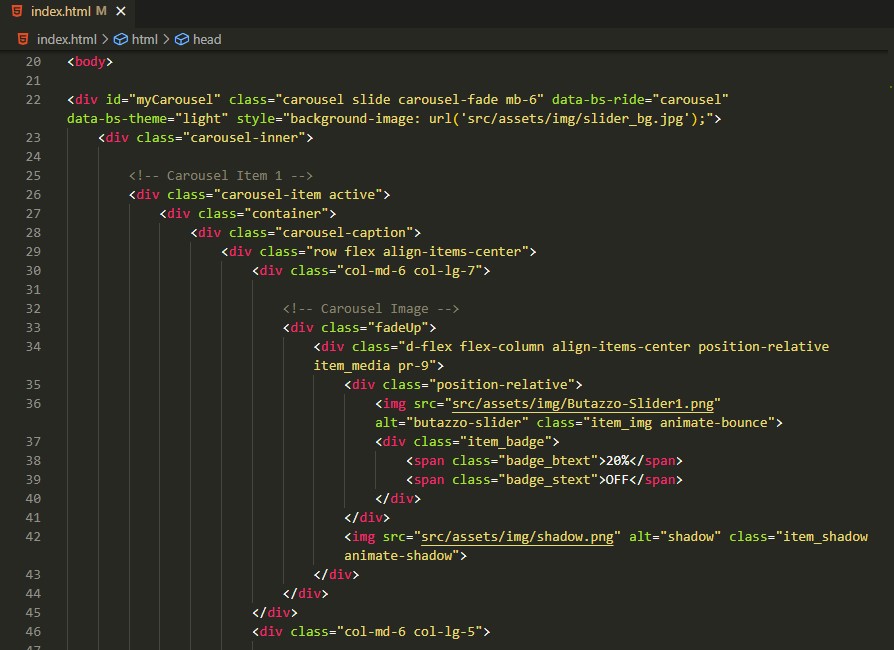 index.html M ×
index.html > html > head
20 <body>
21
22 <div id="myCarousel" class="carousel slide carousel-fade mb-6" data-bs-ride="carousel"
data-bs-theme="light" style="background-image: url('src/assets/img/slider_bg.jpg');">
23 <div class="carousel-inner">
24
25 <!-- Carousel Item 1 -->
26 <div class="carousel-item active">
27 <div class="container">
28 <div class="carousel-caption">
29 <div class="row flex align-items-center">
30 <div class="col-md-6 col-lg-7">
31
32 <!-- Carousel Image -->
33 <div class="fadeUp">
34 <div class="d-flex flex-column align-items-center position-relative
item_media pr-9">
35 <div class="position-relative">
36 <img src="src/assets/img/Butazzo-Slider1.png"
alt="butazzo-slider" class="item_img animate-bounce">
37 <div class="item_badge">
38 <span class="badge_btext">20%</span>
39 <span class="badge_stext">OFF</span>
40 </div>
41 </div>
42 <img src="src/assets/img/shadow.png" alt="shadow" class="item_shadow
animate-shadow">
43 </div>
44 </div>
45 </div>
46 <div class="col-md-6 col-lg-5">
47